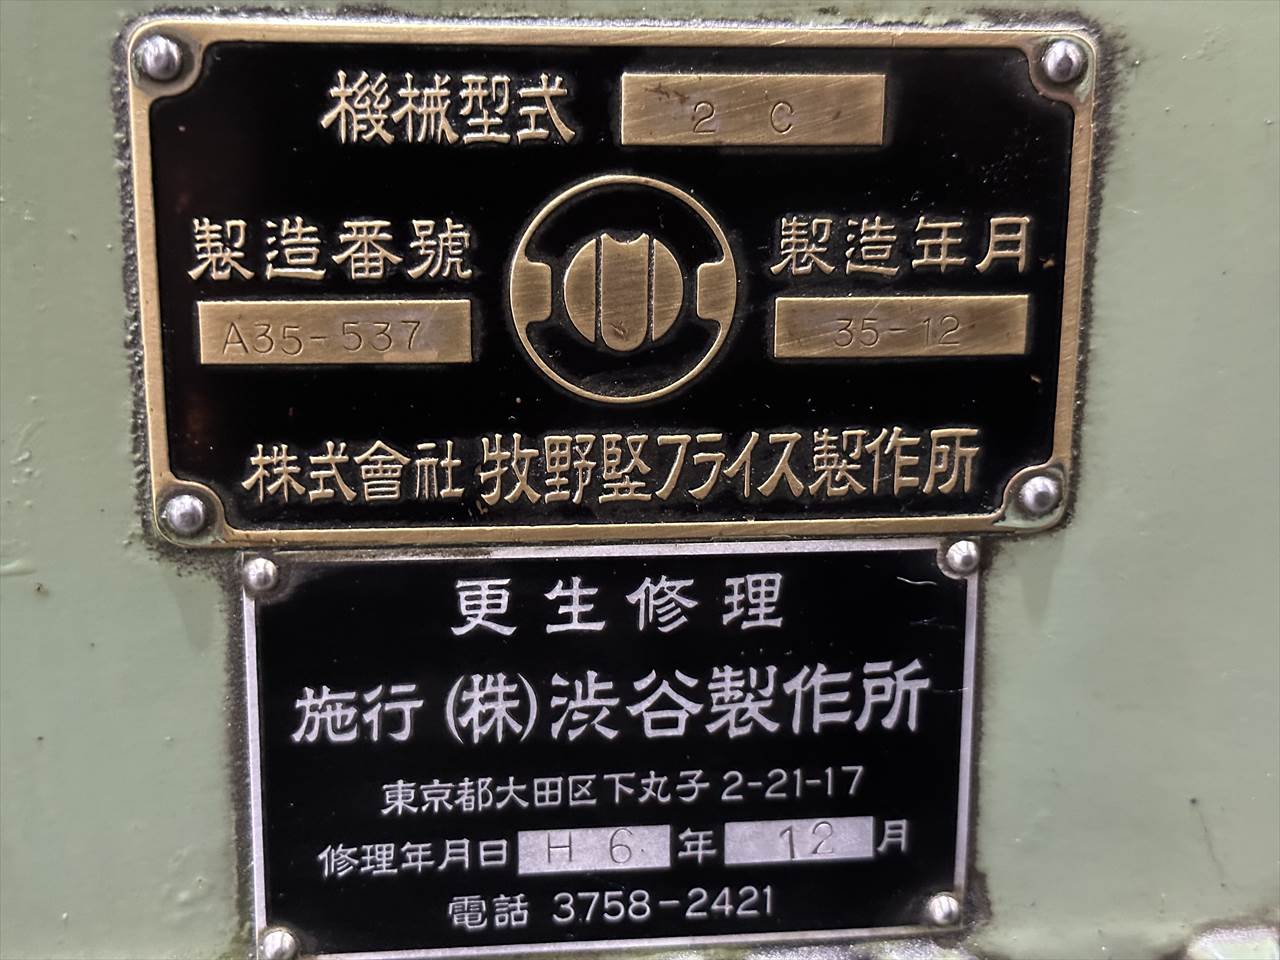 機械型式 2 C
製造番號 製造年月
A35-537 35-12
株式會社 牧野竪フライス製作所
更生修理
施行 (株)渋谷製作所
東京都大田区下丸子 2-21-17
修理年月日 H 6 年 12 月
電話 3758-2421